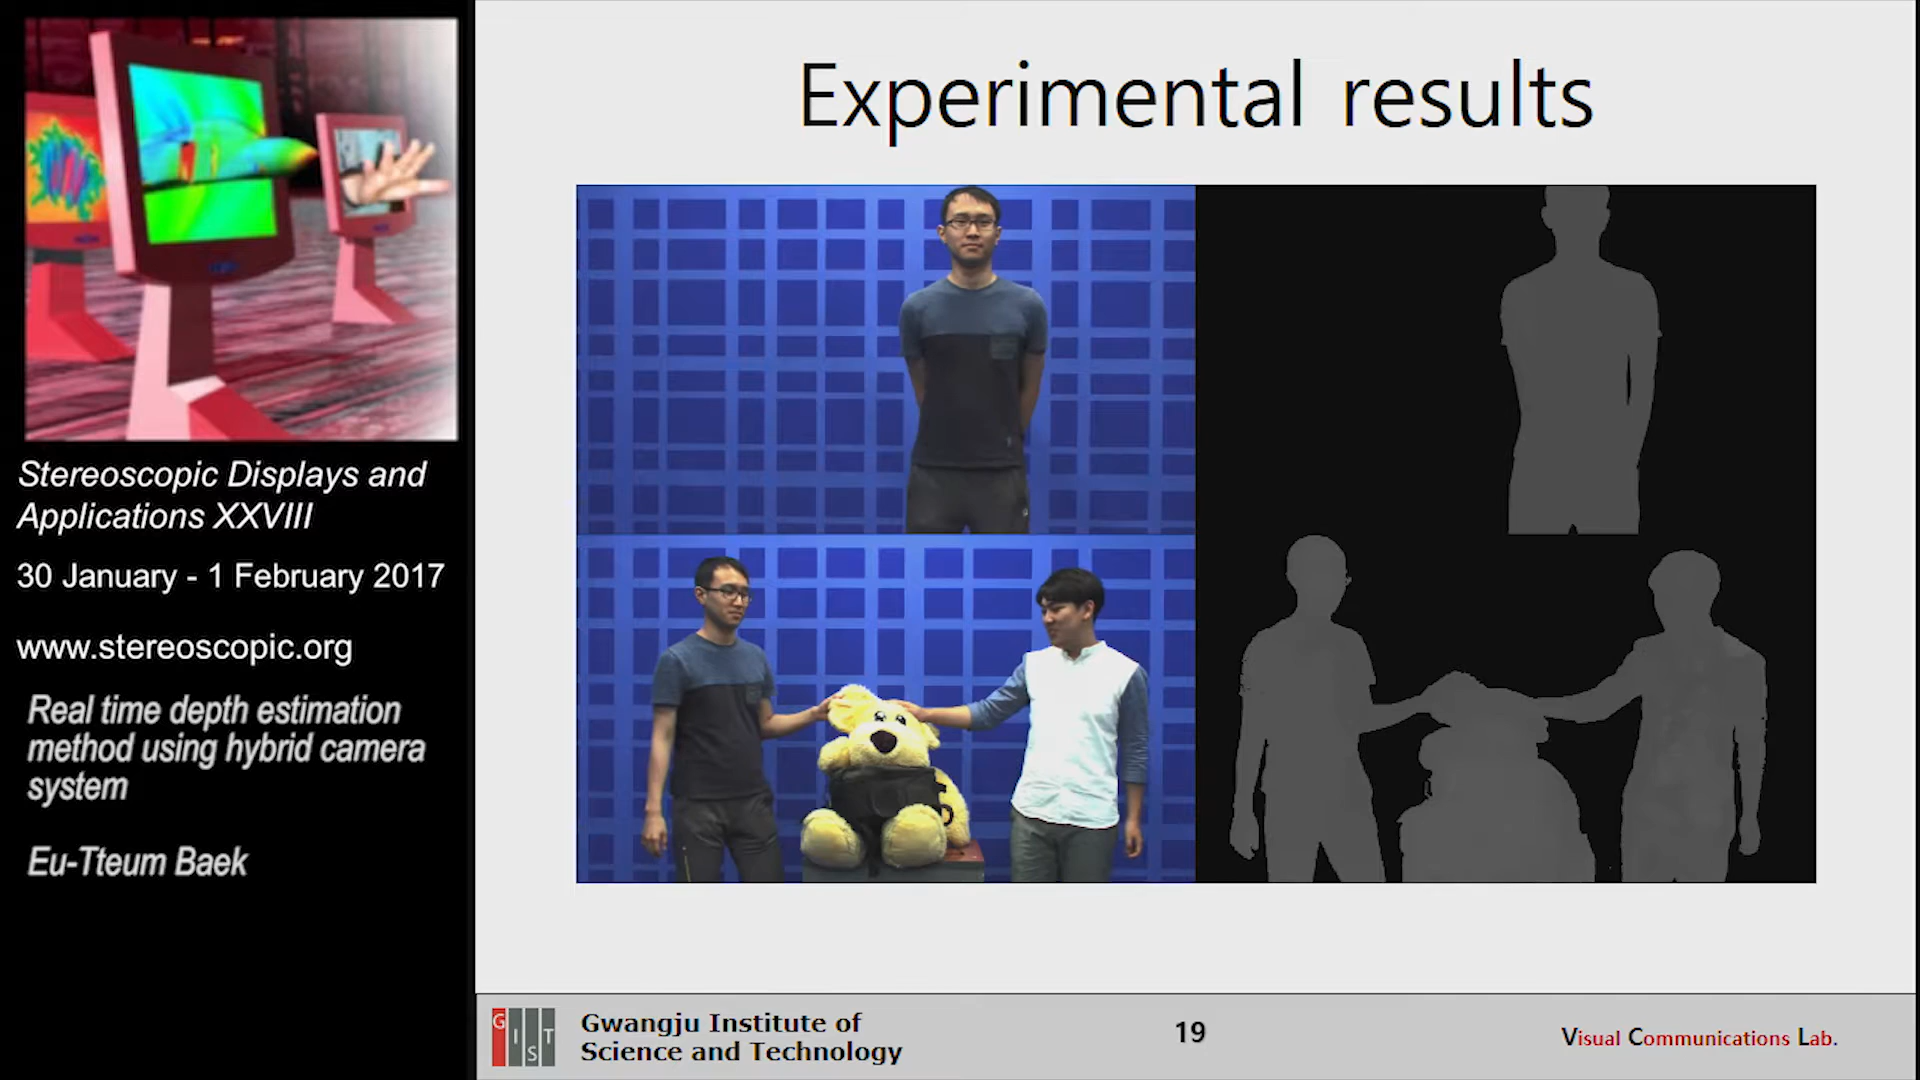 Stereoscopic Displays and
Applications XXVIII
30 January - 1 February 2017
www.stereoscopic.org
Real time depth estimation
method using hybrid camera
system
Eu-Tteum Baek
Experimental results
GIST
Gwangju Institute of
Science and Technology
19
Visual Communications Lab.